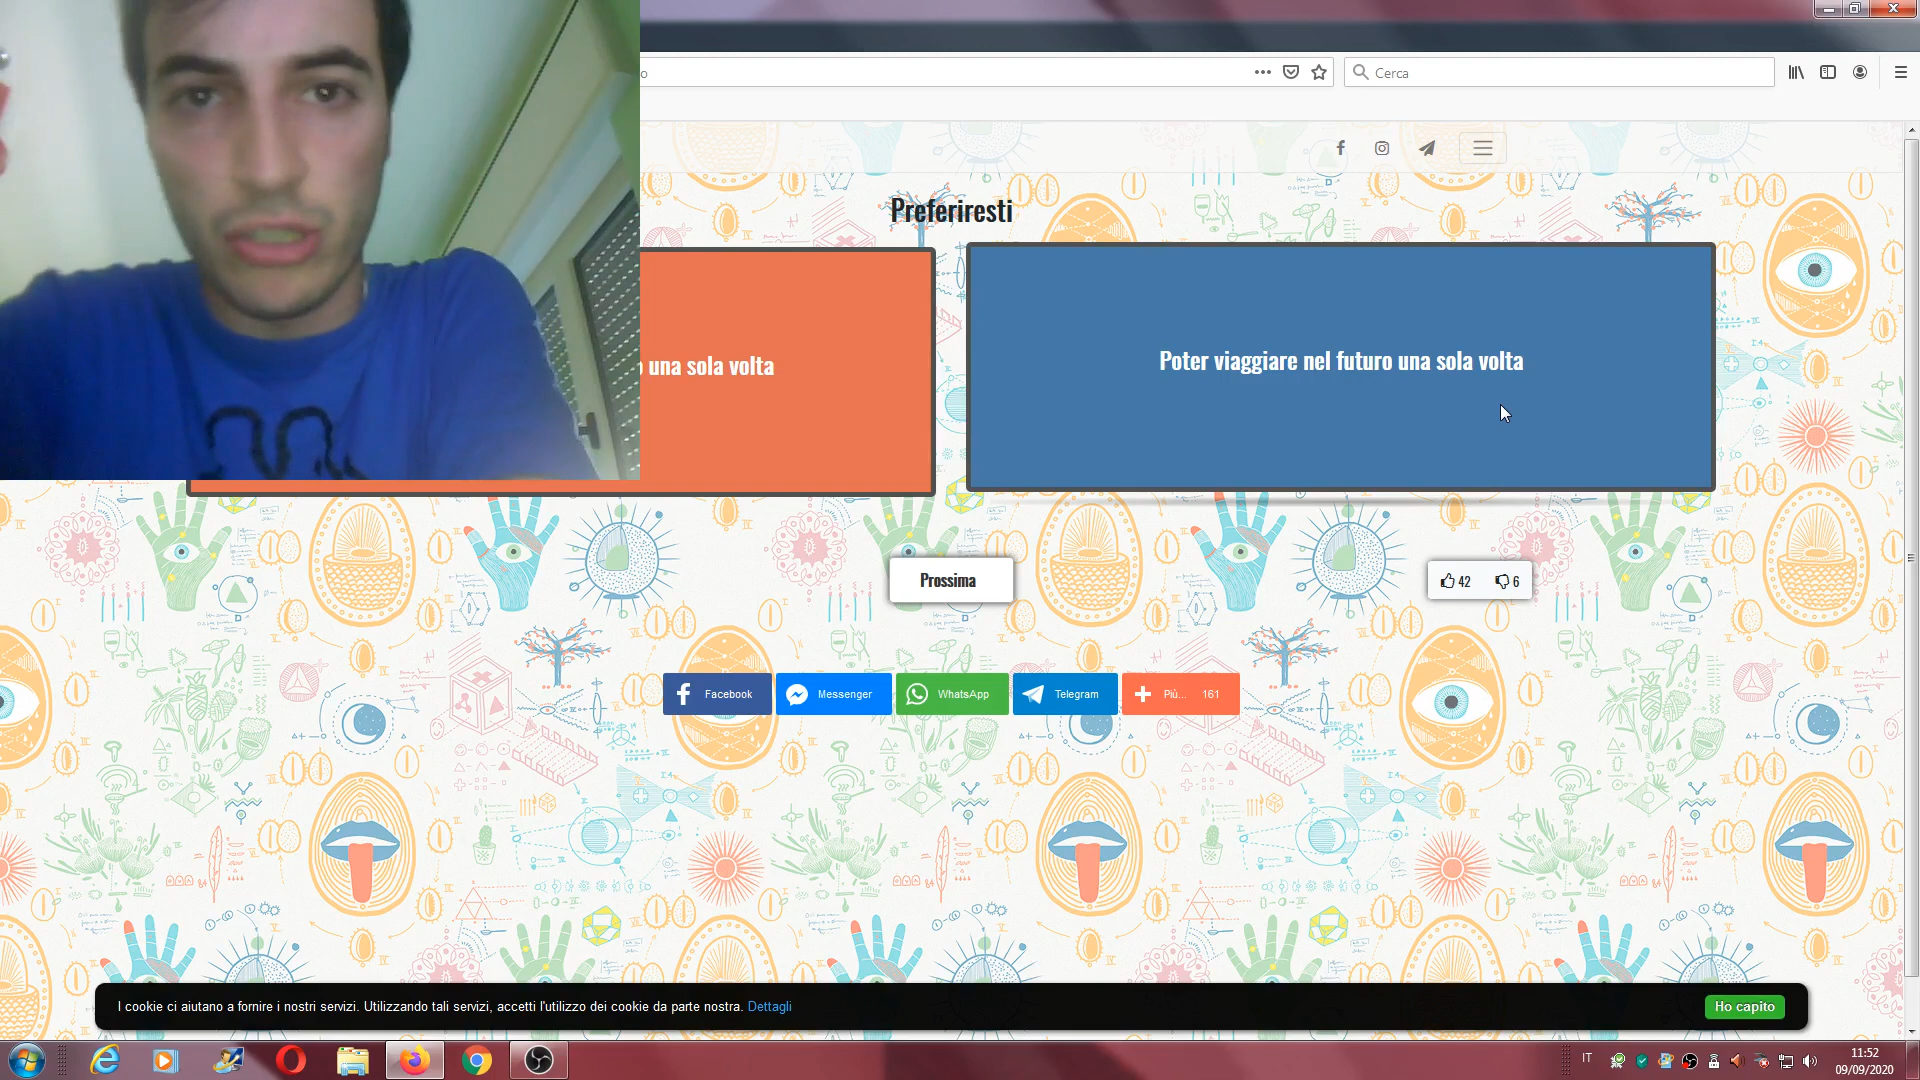 Cerca
Preferiresti
una sola volta
Poter viaggiare nel futuro una sola volta
Prossima
42
6
Facebook
Messenger
WhatsApp
Telegram
Più...
161
I cookie ci aiutano a fornire i nostri servizi. Utilizzando tali servizi, accetti l'utilizzo dei cookie da parte nostra. Dettagli
Ho capito
IT
11:52
09/09/2020